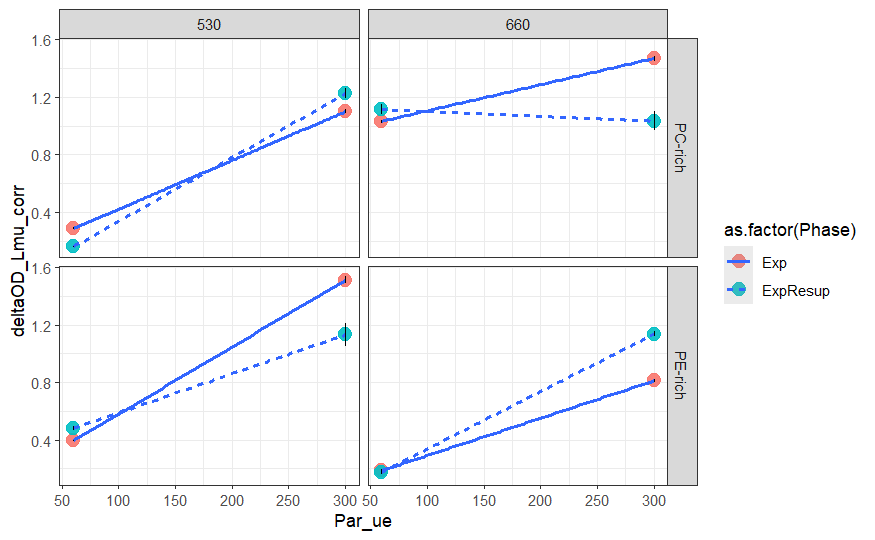 530 660
1.6
1.2
0.8
0.4
PC-rich
1.6
1.2
0.8
0.4
PE-rich
deltaOD_Lmu_corr
50 100 150 200 250 300 50 100 150 200 250 300
Par_ue
as.factor(Phase)
Exp
ExpResup